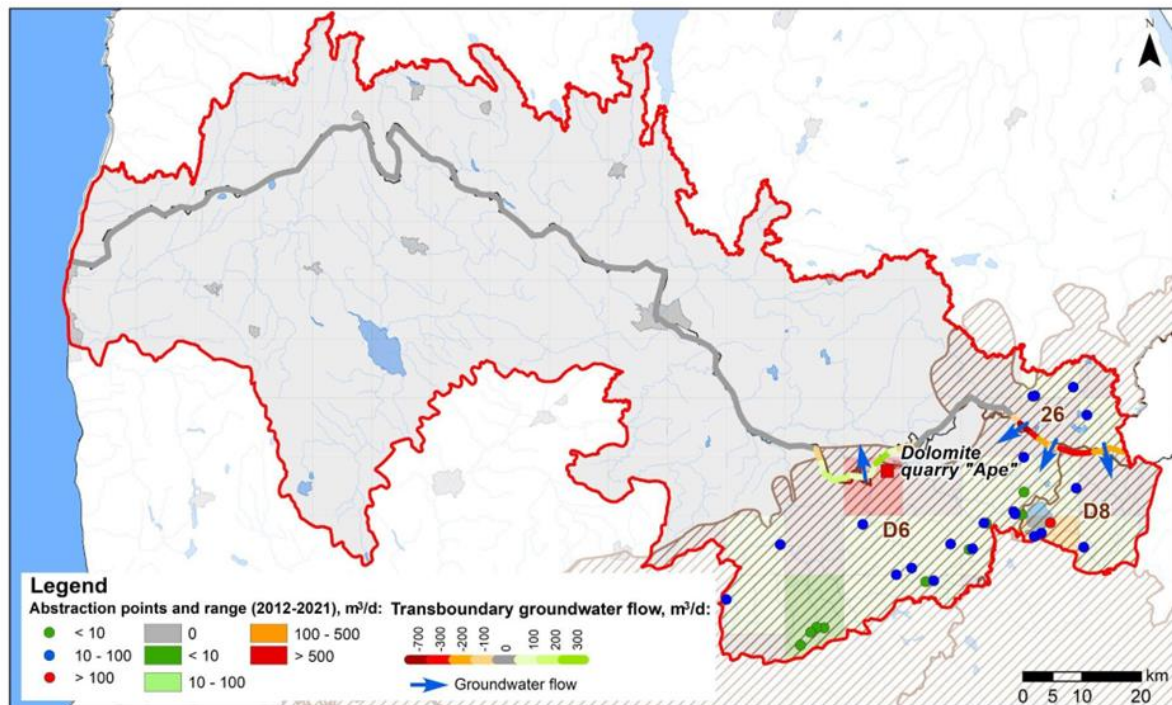 N
26
Dolomite
quarry "Ape"
D6
D8
Legend
Abstraction points and range (2012-2021), m³/d:
< 10
10 - 100
> 100
0
< 10
10 - 100
100 - 500
> 500
Transboundary groundwater flow, m³/d:
-700
-300
-200
-100
0
100
200
300
Groundwater flow
km
0 5 10 20